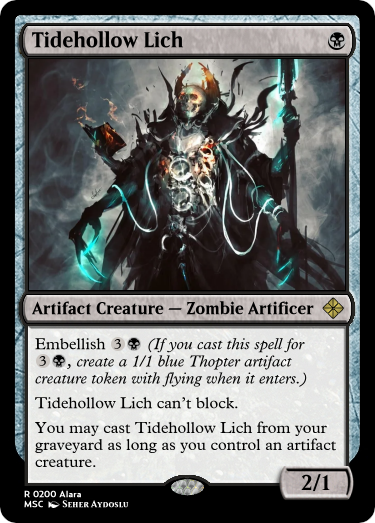 Tidehollow Lich
Artifact Creature — Zombie Artificer
Embellish 3 (If you cast this spell for
3, create a 1/1 blue Thopter artifact
creature token with flying when it enters.)
Tidehollow Lich can't block.
You may cast Tidehollow Lich from your
graveyard as long as you control an artifact
creature.
2/1
R 0200 Alara
MSC Seher Aydoslu